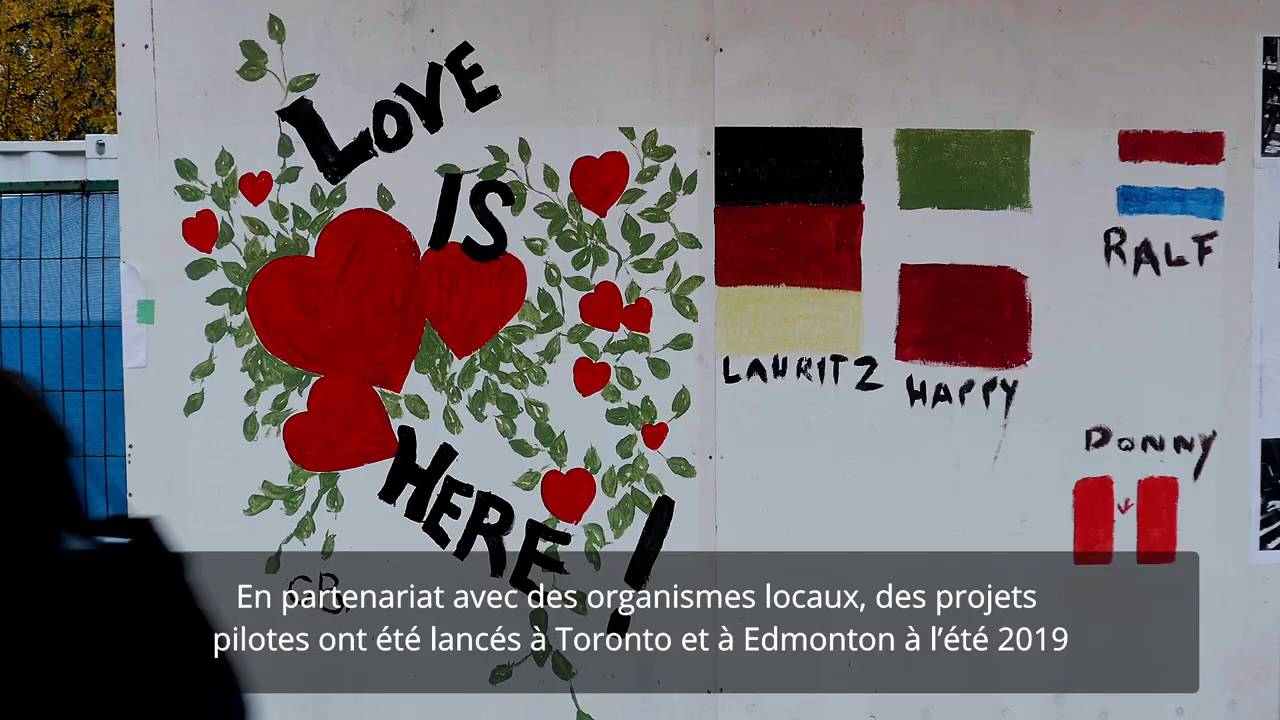 LOVE
IS
HERE!
LAURITZ
HAPPY
RALF
DONNY
GB
En partenariat avec des organismes locaux, des projets
pilotes ont été lancés à Toronto et à Edmonton à l’été 2019